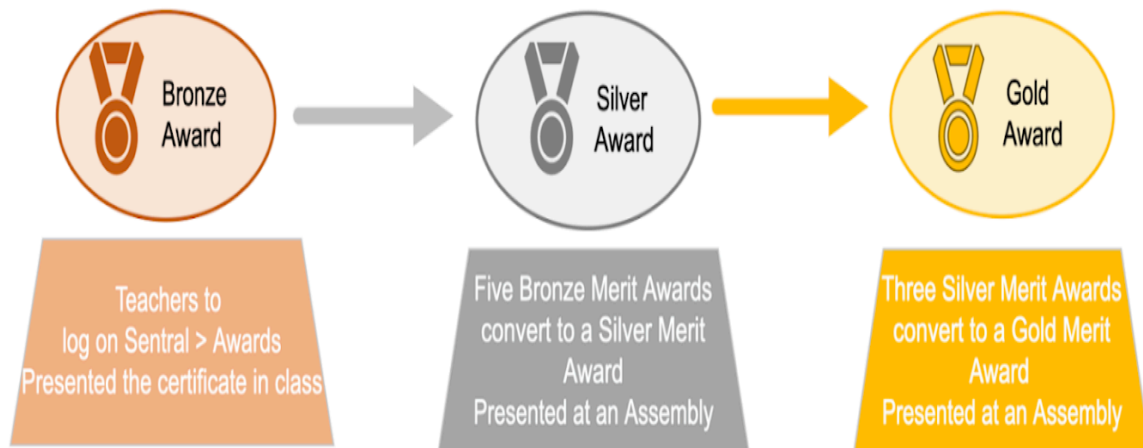 Bronze
Award
Silver
Award
Gold
Award
Teachers to
log on Sentral > Awards
Presented the certificate in class
Five Bronze Merit Awards
convert to a Silver Merit
Award
Presented at an Assembly
Three Silver Merit Awards
convert to a Gold Merit
Award
Presented at an Assembly